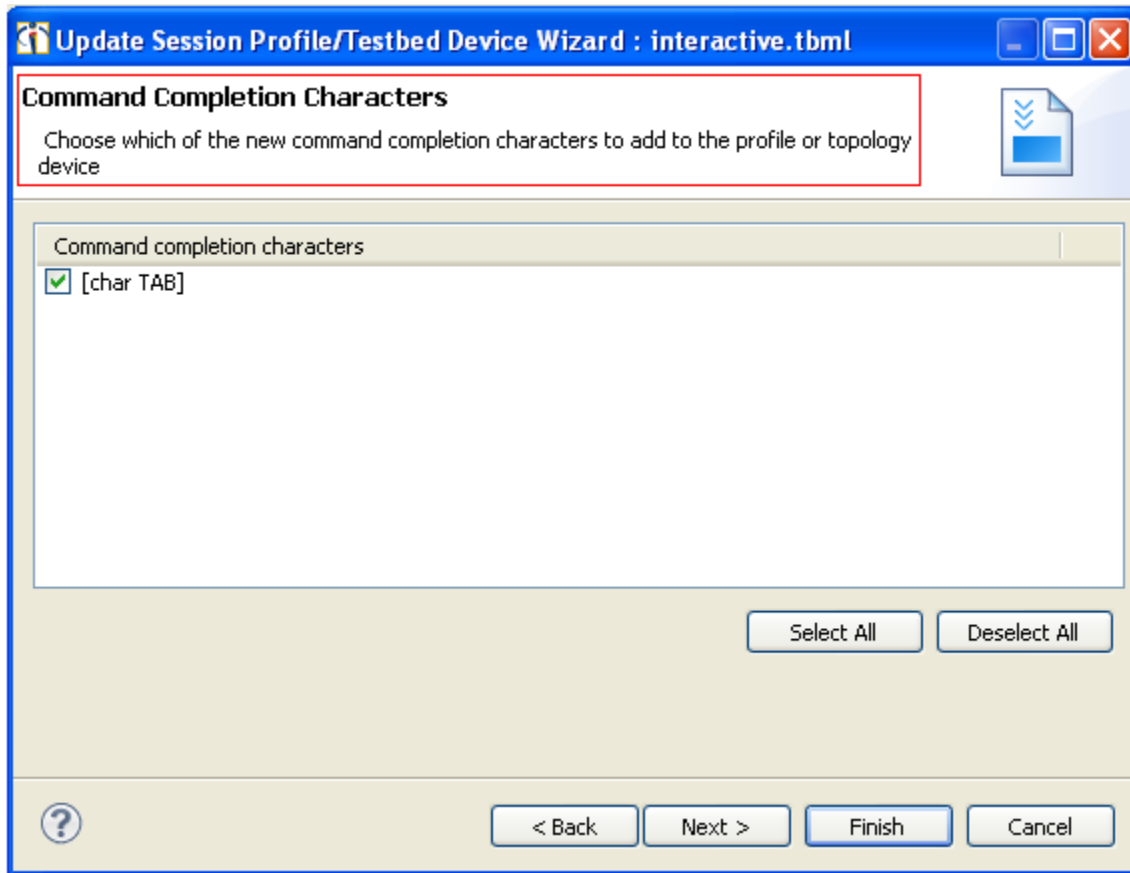 Update Session Profile/Testbed Device Wizard : interactive.tbml
Command Completion Characters
Choose which of the new command completion characters to add to the profile or topology
device
Command completion characters
[char TAB]
Select All
Deselect All
?
< Back
Next >
Finish
Cancel